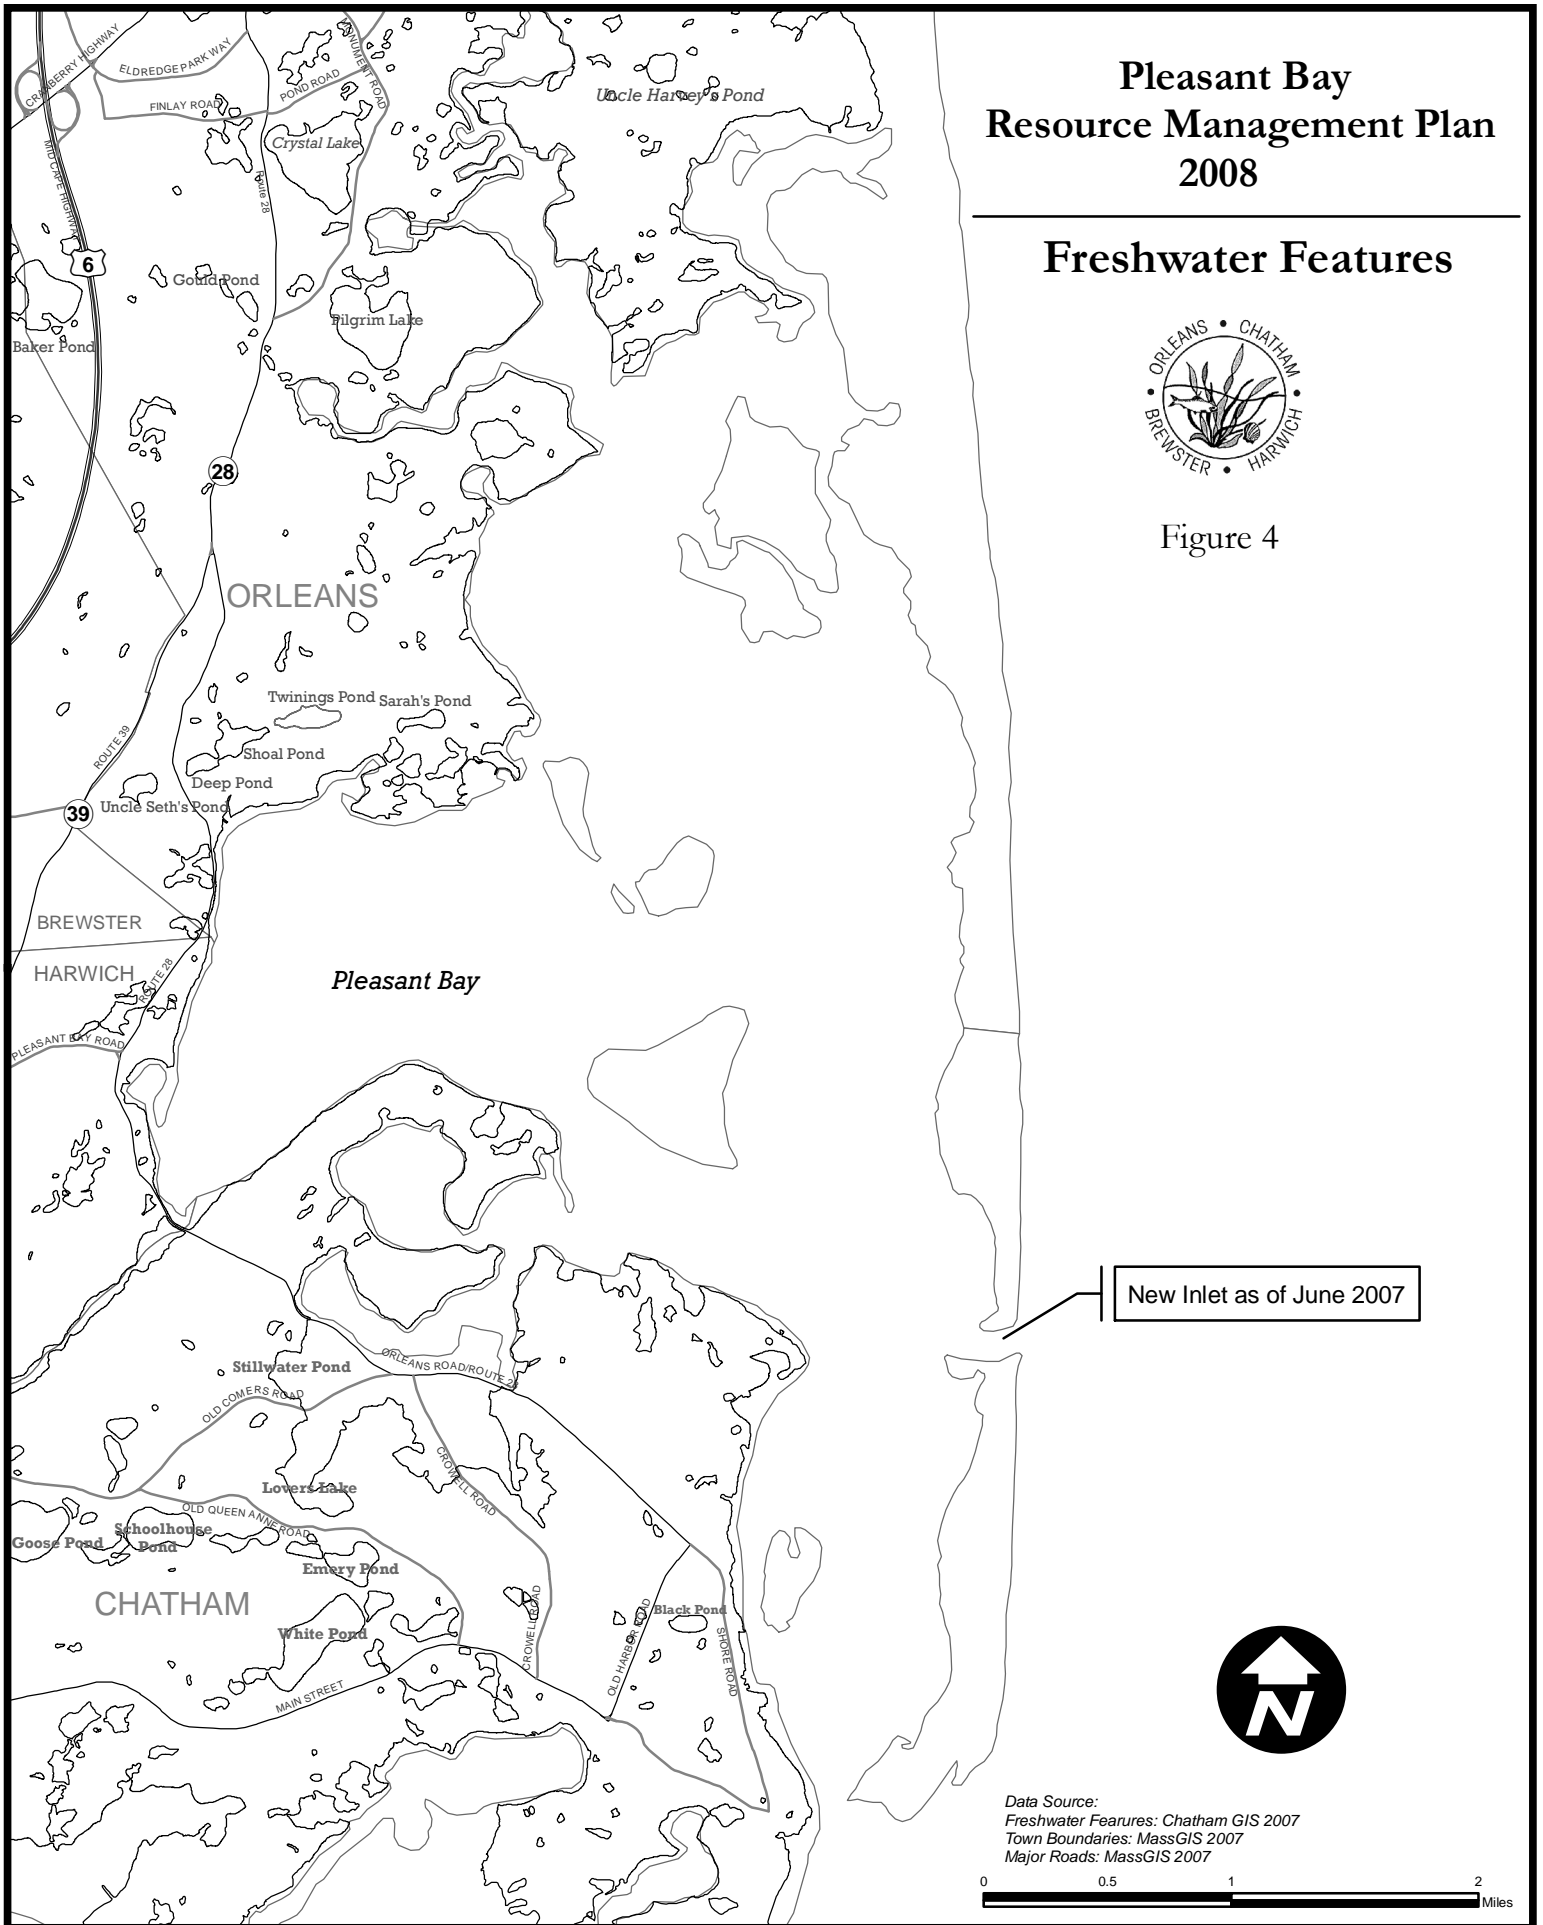 Pleasant Bay
Resource Management Plan
2008
Freshwater Features
ORLEANS • CHATHAM • HARWICH • BREWSTER •
Figure 4
CRANBERRY HIGHWAY
ELDREDGE PARK WAY
MONUMENT ROAD
FINLAY ROAD
POND ROAD
Uncle Harvey's Pond
Crystal Lake
MID CAPE HIGHWAY
Route 28
6
Gould Pond
Pilgrim Lake
Baker Pond
28
ORLEANS
Twinings Pond
Sarah's Pond
ROUTE 39
Shoal Pond
Deep Pond
Uncle Seth's Pond
39
BREWSTER
HARWICH
ROUTE 28
Pleasant Bay
PLEASANT BAY ROAD
New Inlet as of June 2007
Stillwater Pond
ORLEANS ROAD/ROUTE 28
OLD COMERS ROAD
CROWELL ROAD
Lovers Lake
OLD QUEEN ANNE ROAD
Goose Pond
Schoolhouse
Pond
Emery Pond
CHATHAM
CROWELL ROAD
OLD HARBOR ROAD
Black Pond
White Pond
SHORE ROAD
MAIN STREET
N
Data Source:
Freshwater Fearures: Chatham GIS 2007
Town Boundaries: MassGIS 2007
Major Roads: MassGIS 2007
0 0.5 1 2
Miles